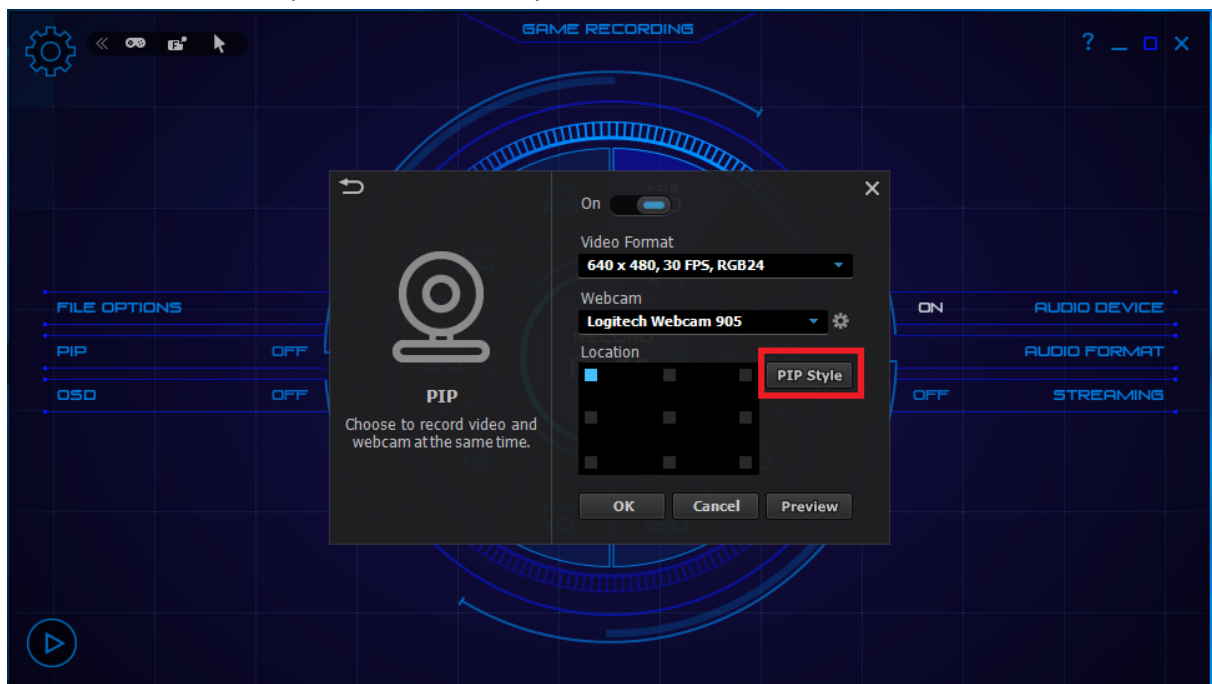 GAME RECORDING
?
On
Video Format
640 x 480, 30 FPS, RGB24
Webcam
Logitech Webcam 905
Location
PIP Style
PIP
Choose to record video and
webcam at the same time.
OK Cancel Preview
FILE OPTIONS
PIP OFF
OSD OFF
ON AUDIO DEVICE
AUDIO FORMAT
OFF STREAMING
FPS
RECORD